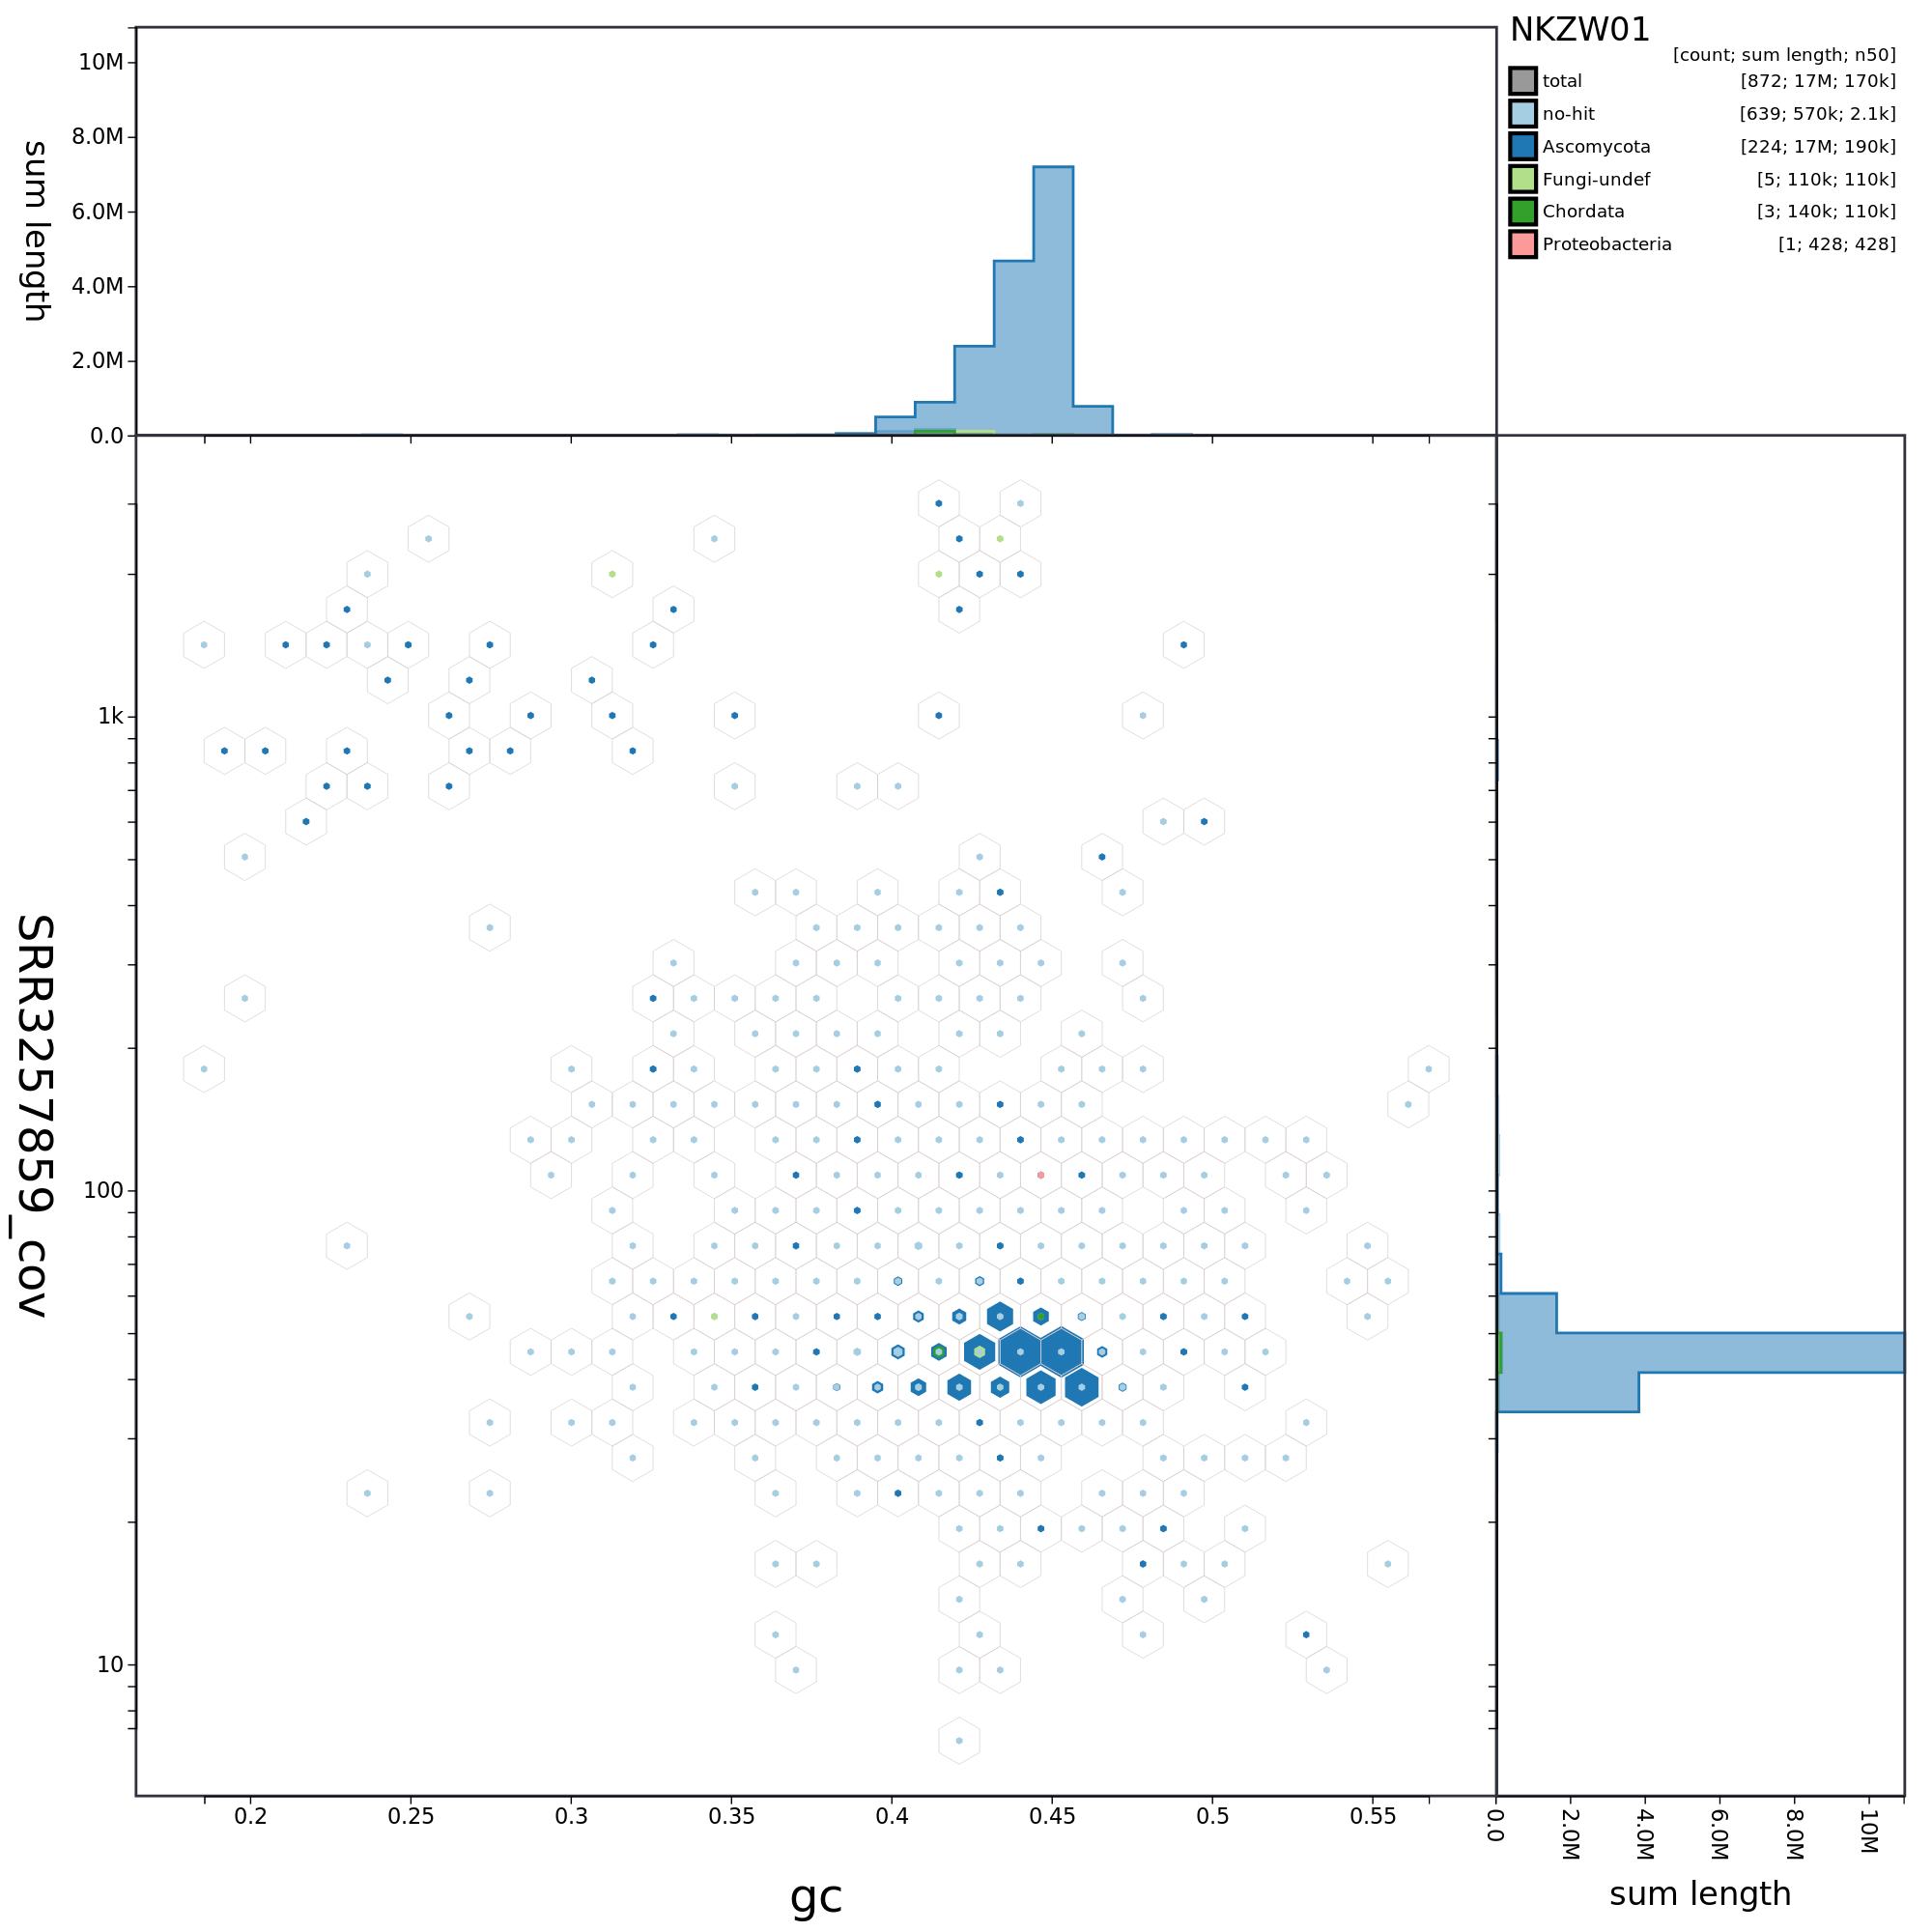 NKZW01
[count; sum length; n50]
total [872; 17M; 170k]
no-hit [639; 570k; 2.1k]
Ascomycota [224; 17M; 190k]
Fungi-undef [5; 110k; 110k]
Chordata [3; 140k; 110k]
Proteobacteria [1; 428; 428]
10M
8.0M
6.0M
4.0M
2.0M
0.0
sum length
1k
100
10
SRR3257859_cov
0.2 0.25 0.3 0.35 0.4 0.45 0.5 0.55
gc
0.0 2.0M 4.0M 6.0M 8.0M 10M
sum length